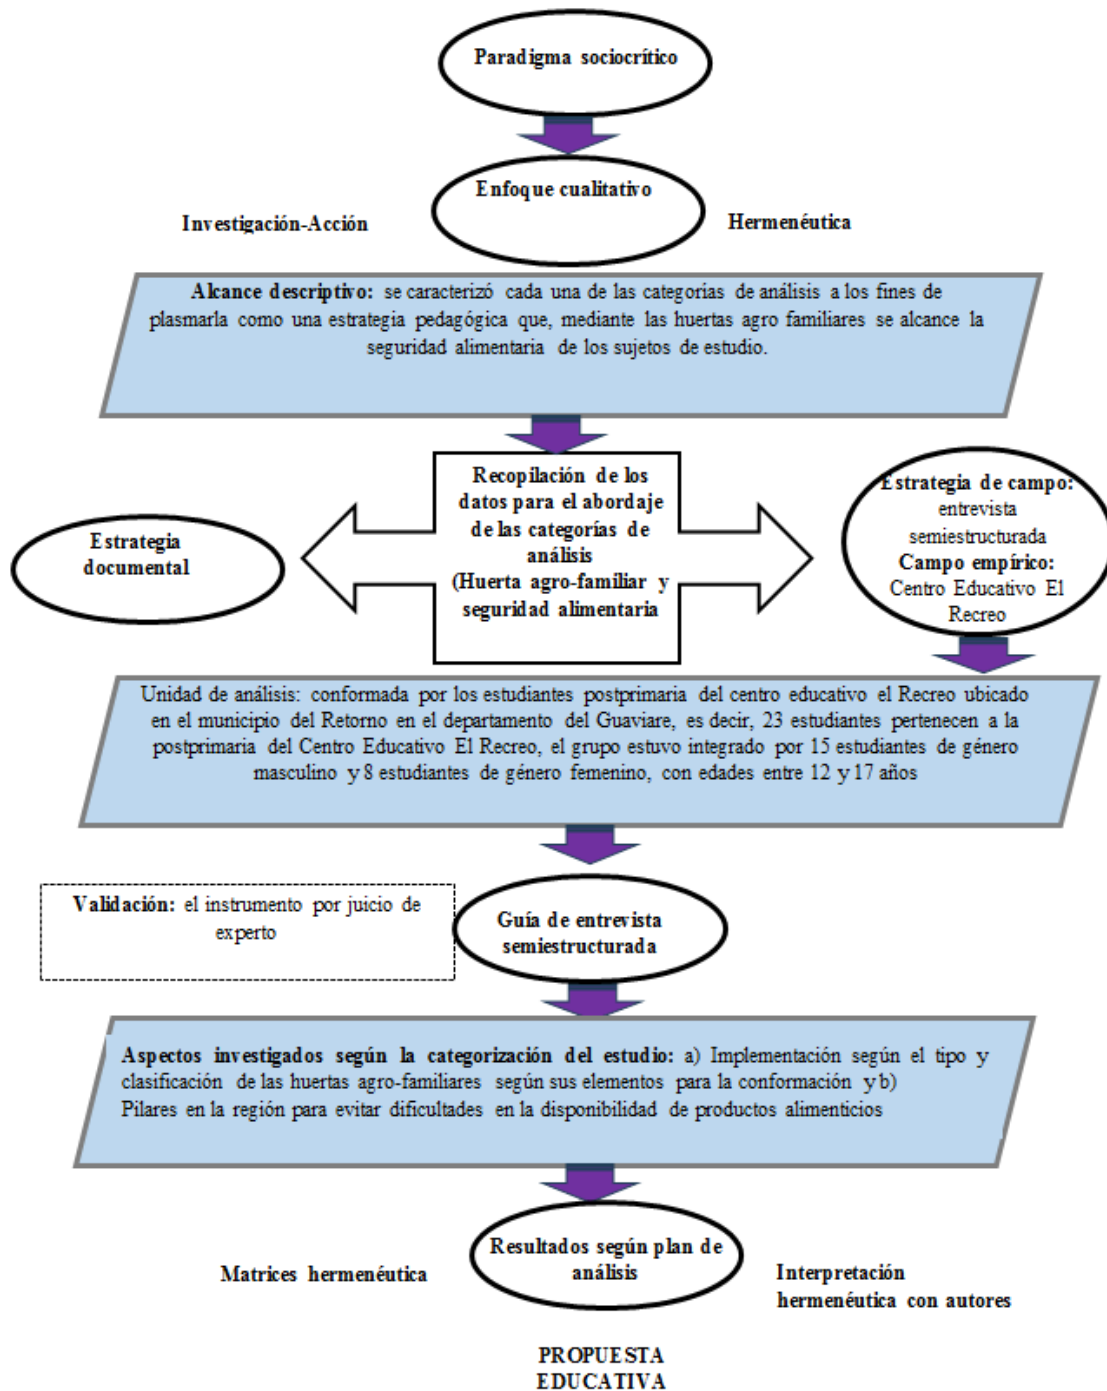 Paradigma sociocrítico
Enfoque cualitativo
Investigación-Acción
Hermenéutica
Alcance descriptivo: se caracterizó cada una de las categorías de análisis a los fines de
plasmarla como una estrategia pedagógica que, mediante las huertas agro familiares se alcance la
seguridad alimentaria de los sujetos de estudio.
Recopilación de los
datos para el abordaje
de las categorías de
análisis
(Huerta agro-familiar y
seguridad alimentaria
Estrategia
documental
Estrategia de campo:
entrevista
semiestructurada
Campo empírico:
Centro Educativo El
Recreo
Unidad de análisis: conformada por los estudiantes postprimaria del centro educativo el Recreo ubicado
en el municipio del Retorno en el departamento del Guaviare, es decir, 23 estudiantes pertenecen a la
postprimaria del Centro Educativo El Recreo, el grupo estuvo integrado por 15 estudiantes de género
masculino y 8 estudiantes de género femenino, con edades entre 12 y 17 años
Validación: el instrumento por juicio de
experto
Guía de entrevista
semiestructurada
Aspectos investigados según la categorización del estudio: a) Implementación según el tipo y
clasificación de las huertas agro-familiares según sus elementos para la conformación y b)
Pilares en la región para evitar dificultades en la disponibilidad de productos alimenticios
Resultados según plan de
análisis
Matrices hermenéutica
Interpretación
hermenéutica con autores
PROPUESTA
EDUCATIVA